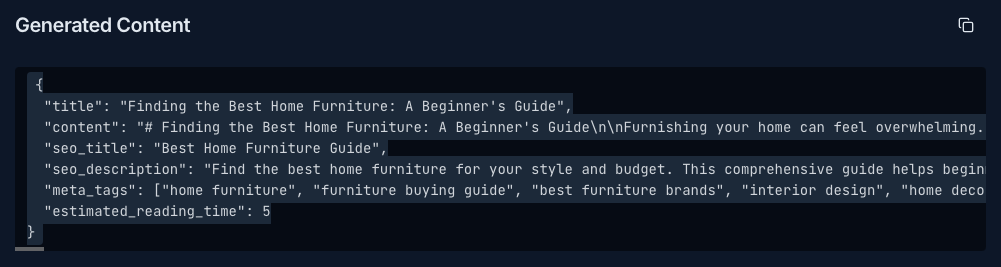 Generated Content
{
"title": "Finding the Best Home Furniture: A Beginner's Guide",
"content": "# Finding the Best Home Furniture: A Beginner's Guide\n\nFurnishing your home can feel overwhelming.
"seo_title": "Best Home Furniture Guide",
"seo_description": "Find the best home furniture for your style and budget. This comprehensive guide helps begin
"meta_tags": ["home furniture", "furniture buying guide", "best furniture brands", "interior design", "home deco
"estimated_reading_time": 5
}